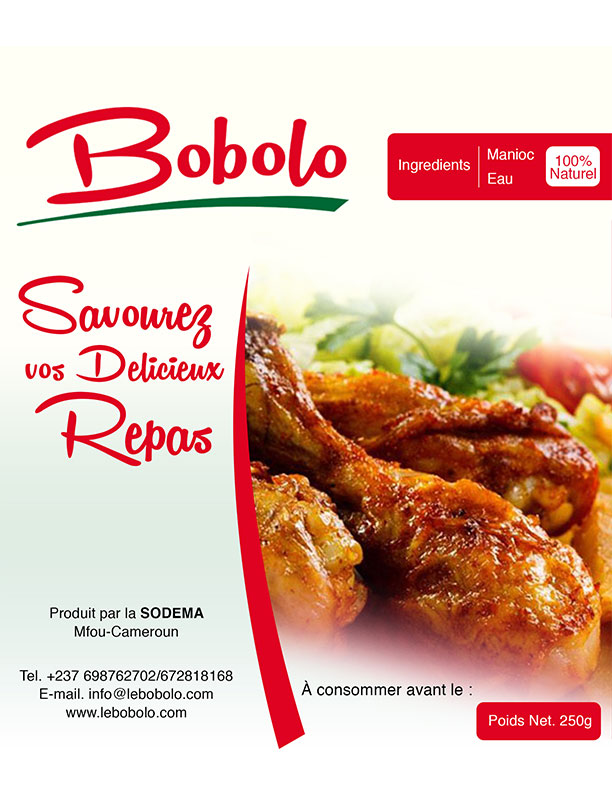 Bobolo
Ingredients
Manioc
Eau
100%
Naturel
Savourez
vos Delicieux
Repas
Produit par la SODEMA
Mfou-Cameroun
Tel. +237 698762702/672818168
E-mail. info@lebobolo.com
www.lebobolo.com
À consommer avant le :
Poids Net. 250g